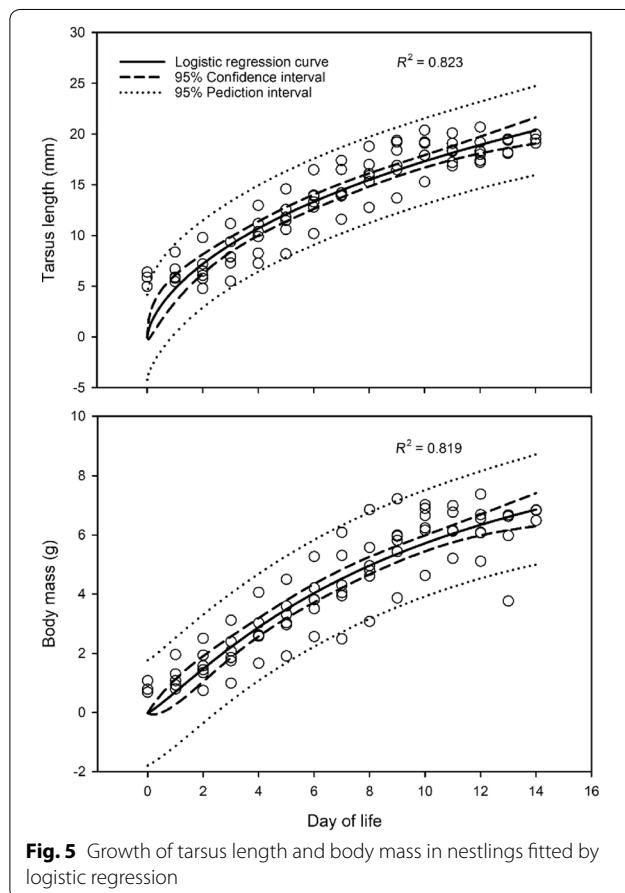 30
25
20
15
10
5
0
-5
Tarsus length (mm)
Logistic regression curve
95% Confidence interval
95% Pediction interval
R² = 0.823
10
8
6
4
2
0
-2
Body mass (g)
R² = 0.819
0 2 4 6 8 10 12 14 16
Day of life
Fig. 5 Growth of tarsus length and body mass in nestlings fitted by
logistic regression